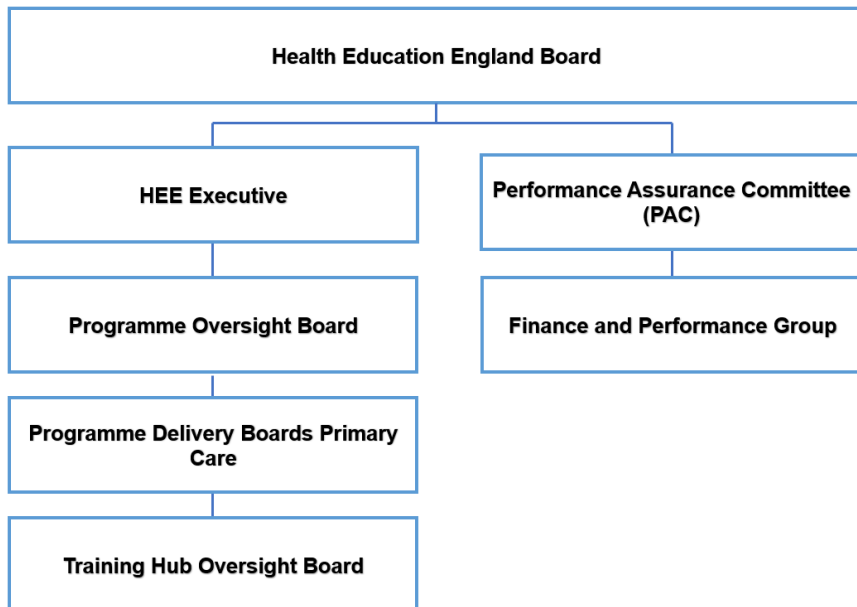 Health Education England Board
HEE Executive
Performance Assurance Committee
(PAC)
Programme Oversight Board
Finance and Performance Group
Programme Delivery Boards Primary
Care
Training Hub Oversight Board